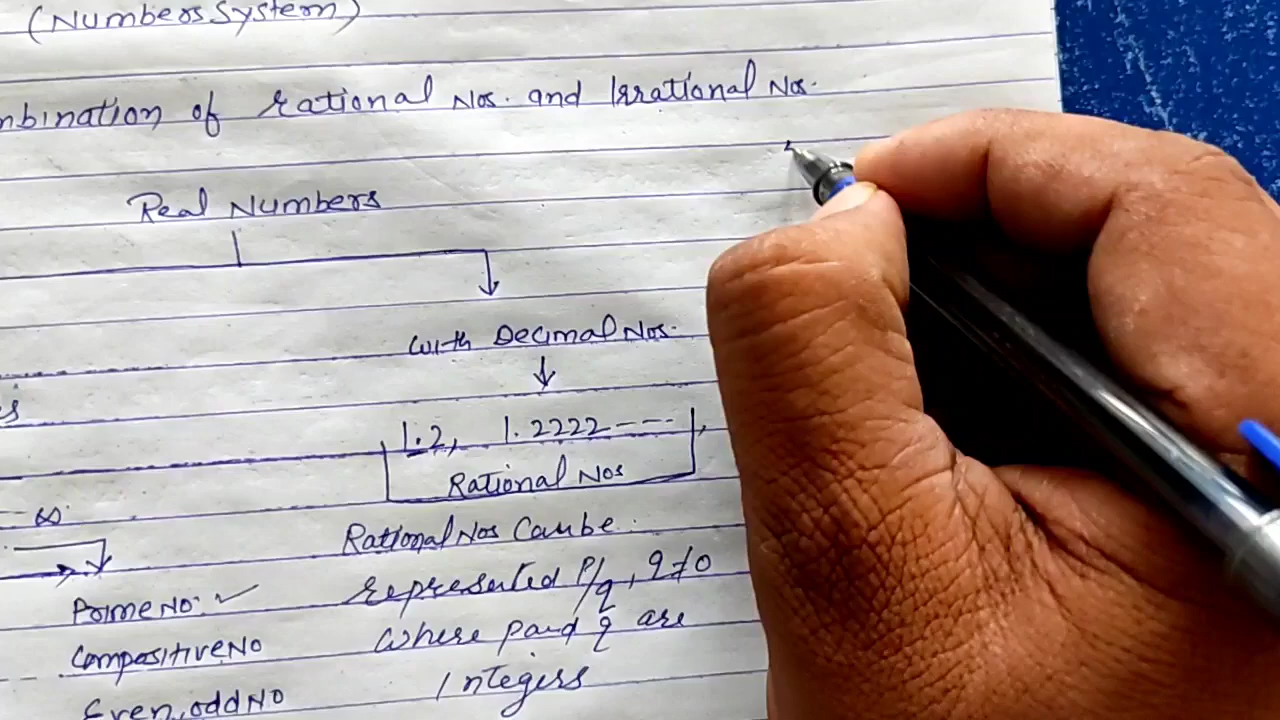 (Numbers System)
mbination of rational Nos. and Irrational Nos.
Real Numbers
with Decimal Nos.
1.2, 1.2222---- ,
Rational Nos
∞
Rational Nos Can be
represented P/q, q≠0
Prime No. ✓
where p and q are
Compositive No
Integers
Even, odd NO